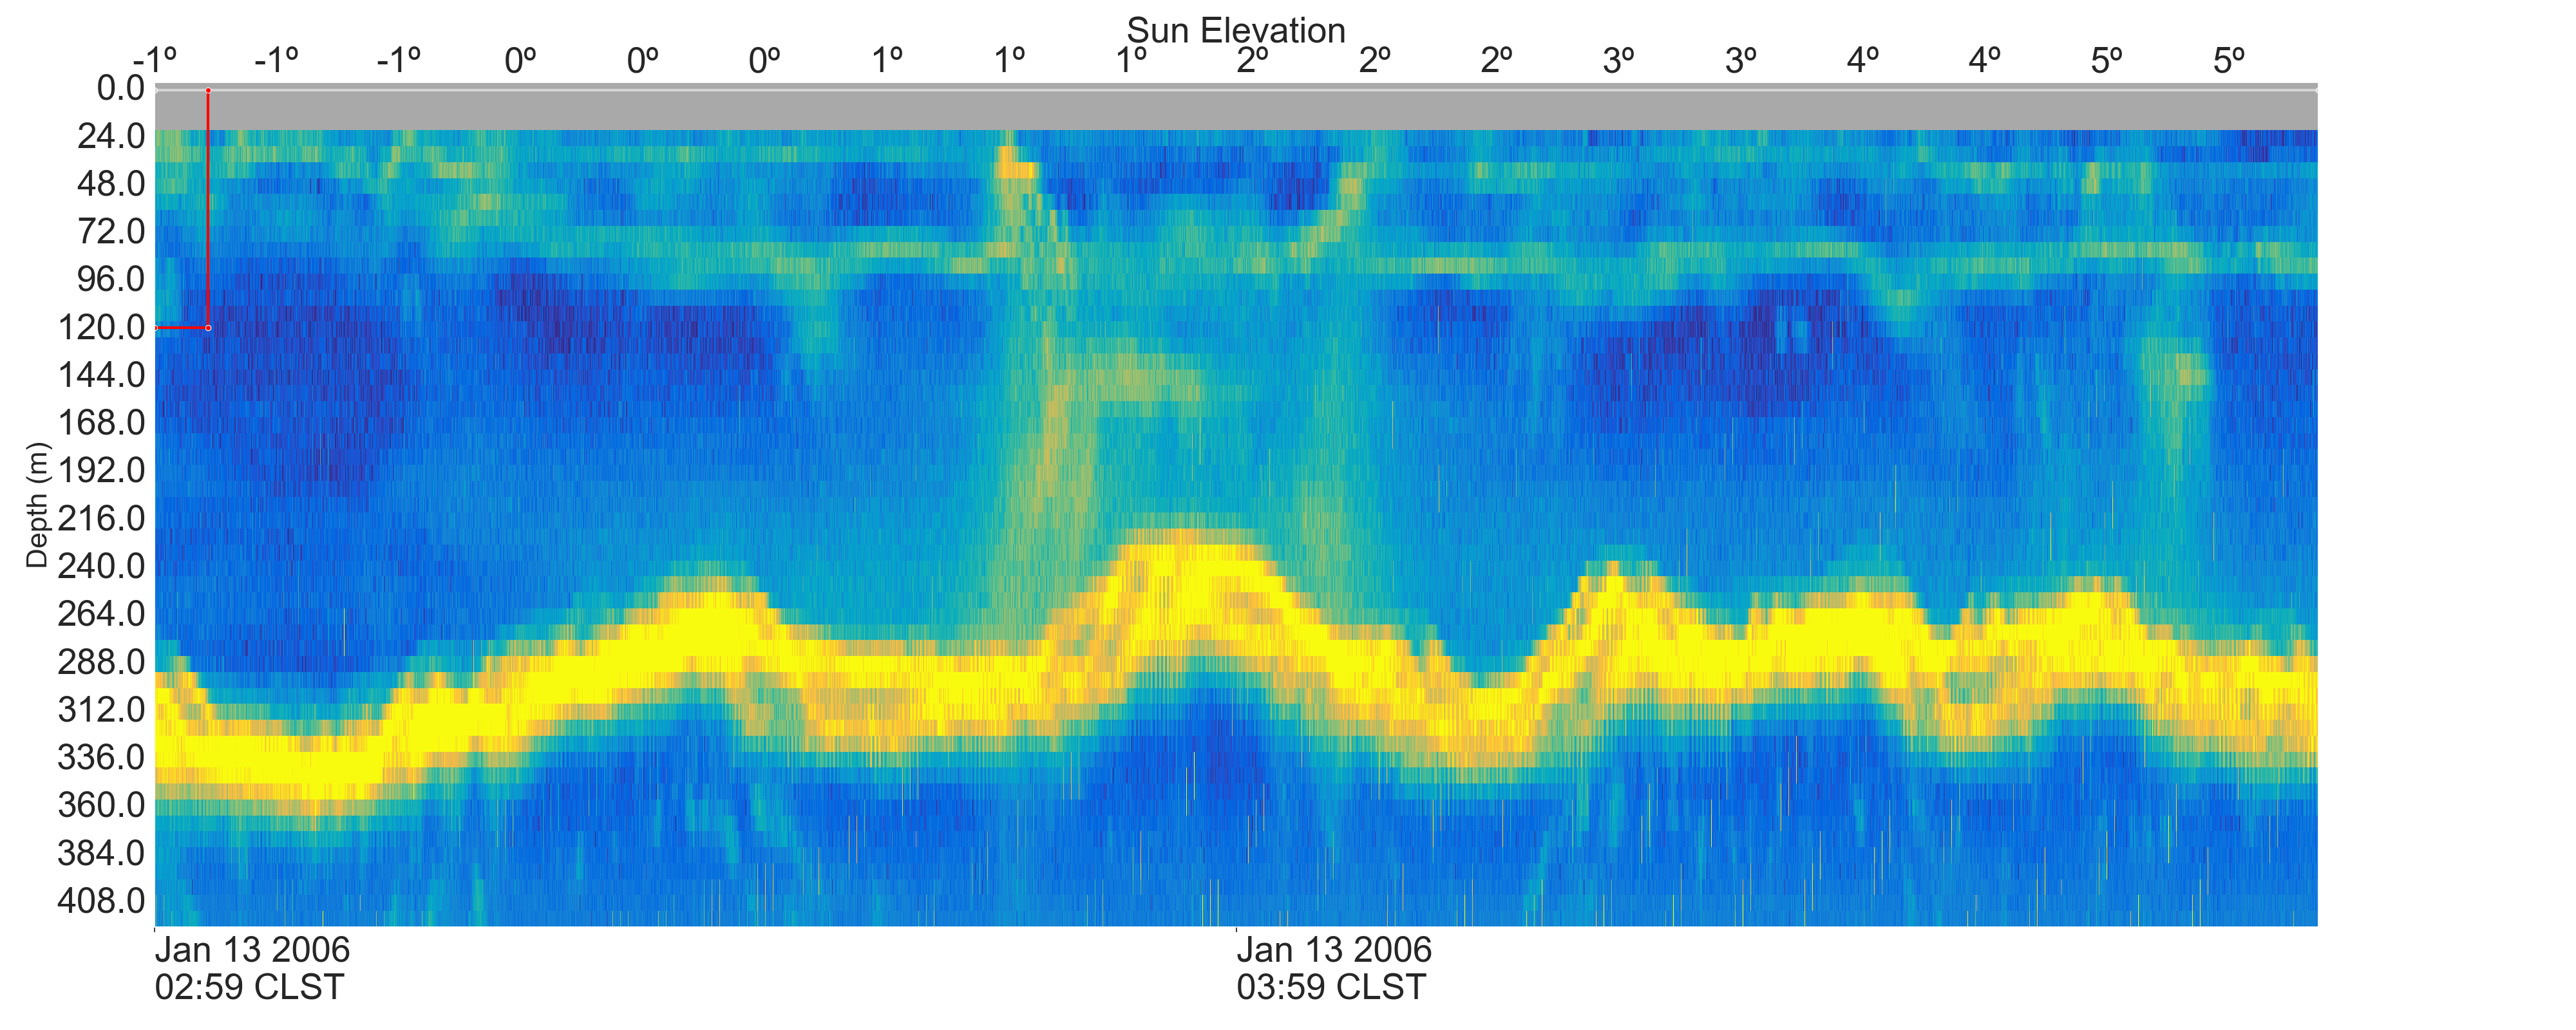 Sun Elevation
-1º -1º -1º 0º 0º 0º 1º 1º 1º 2º 2º 2º 3º 3º 4º 4º 5º 5º
0.0
24.0
48.0
72.0
96.0
120.0
144.0
168.0
192.0
216.0
240.0
264.0
288.0
312.0
336.0
360.0
384.0
408.0
Depth (m)
Jan 13 2006
02:59 CLST
Jan 13 2006
03:59 CLST